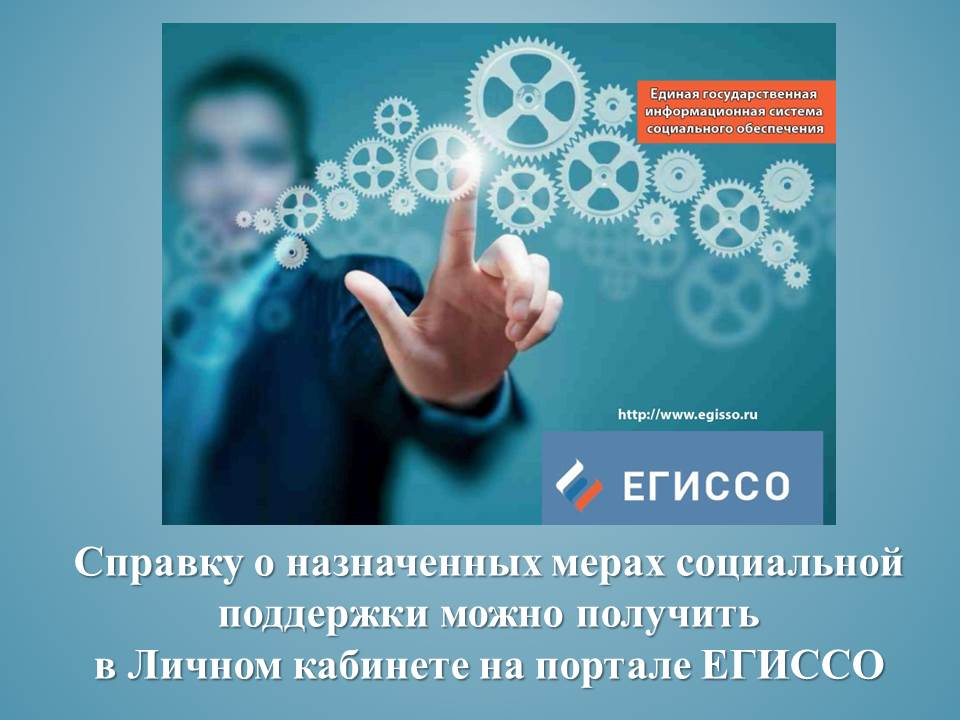 Единая государственная
информационная система
социального обеспечения
http://www.egisso.ru
ЕГИССО
Справку о назначенных мерах социальной
поддержки можно получить
в Личном кабинете на портале ЕГИССО